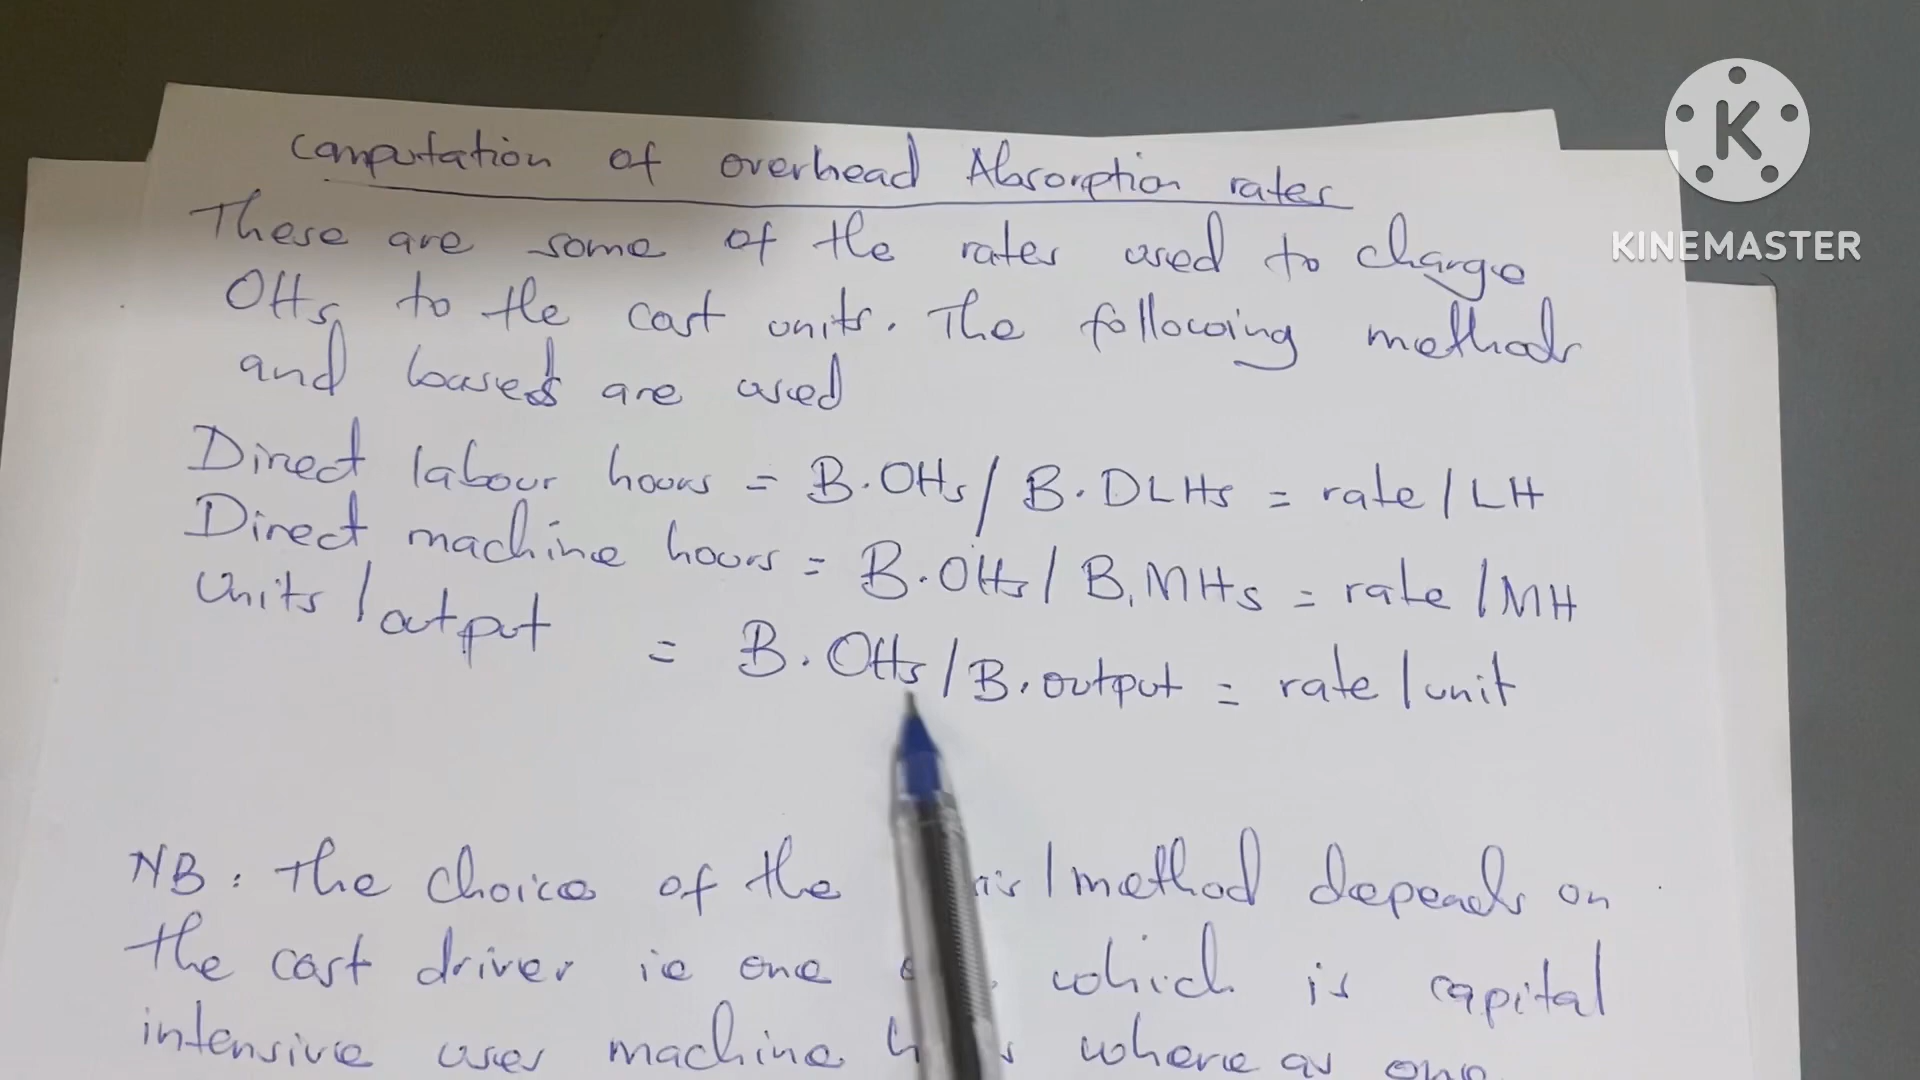 Computation of overhead Absorption rates
These are some of the rates used to charge
OHs to the cost units. The following methods
and bases are used
Direct labour hours = B.OHs / B.DLHs = rate / LH
Direct machine hours = B.OHs / B.MHs = rate / MH
Units / output = B.OHs / B.output = rate / unit
NB: The choice of the / method depends on
the cost driver ie one which is capital
intensive uses machine where as one
K
KINEMASTER